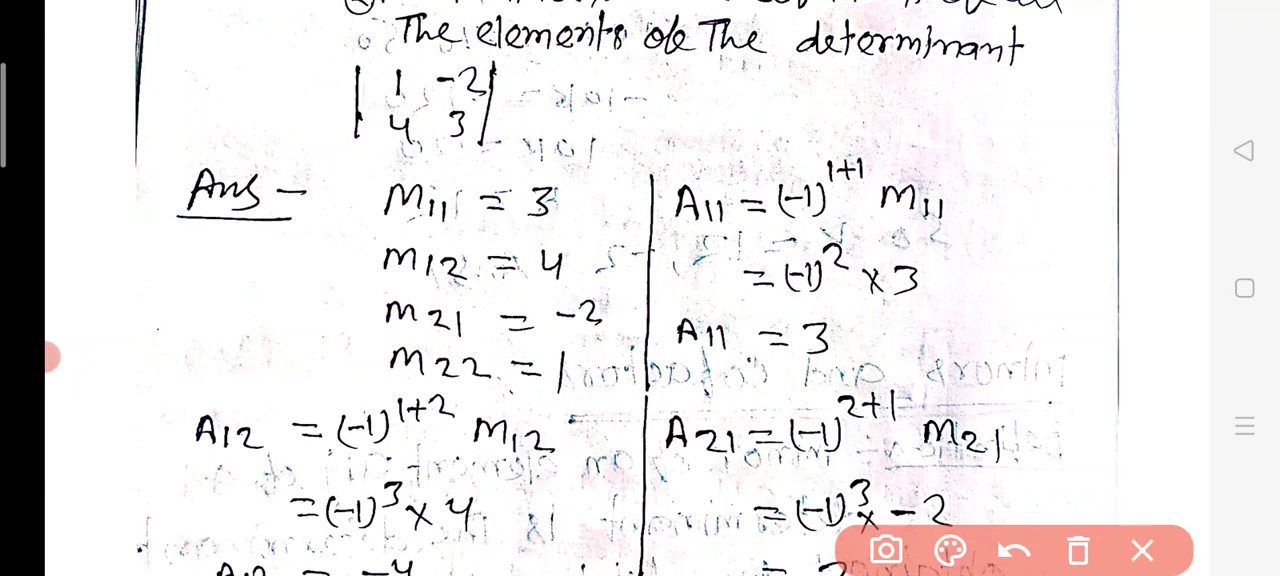 The elements of The determinant
| 1 -2 |
| 4 3 |
Ans -
M11 = 3
M12 = 4
M21 = -2
M22 = 1
A11 = (-1)^1+1 M11
= (-1)^2 x 3
A11 = 3
A12 = (-1)^1+2 M12
= (-1)^3 x 4
= -4
A21 = (-1)^2+1 M21
= (-1)^3 x -2